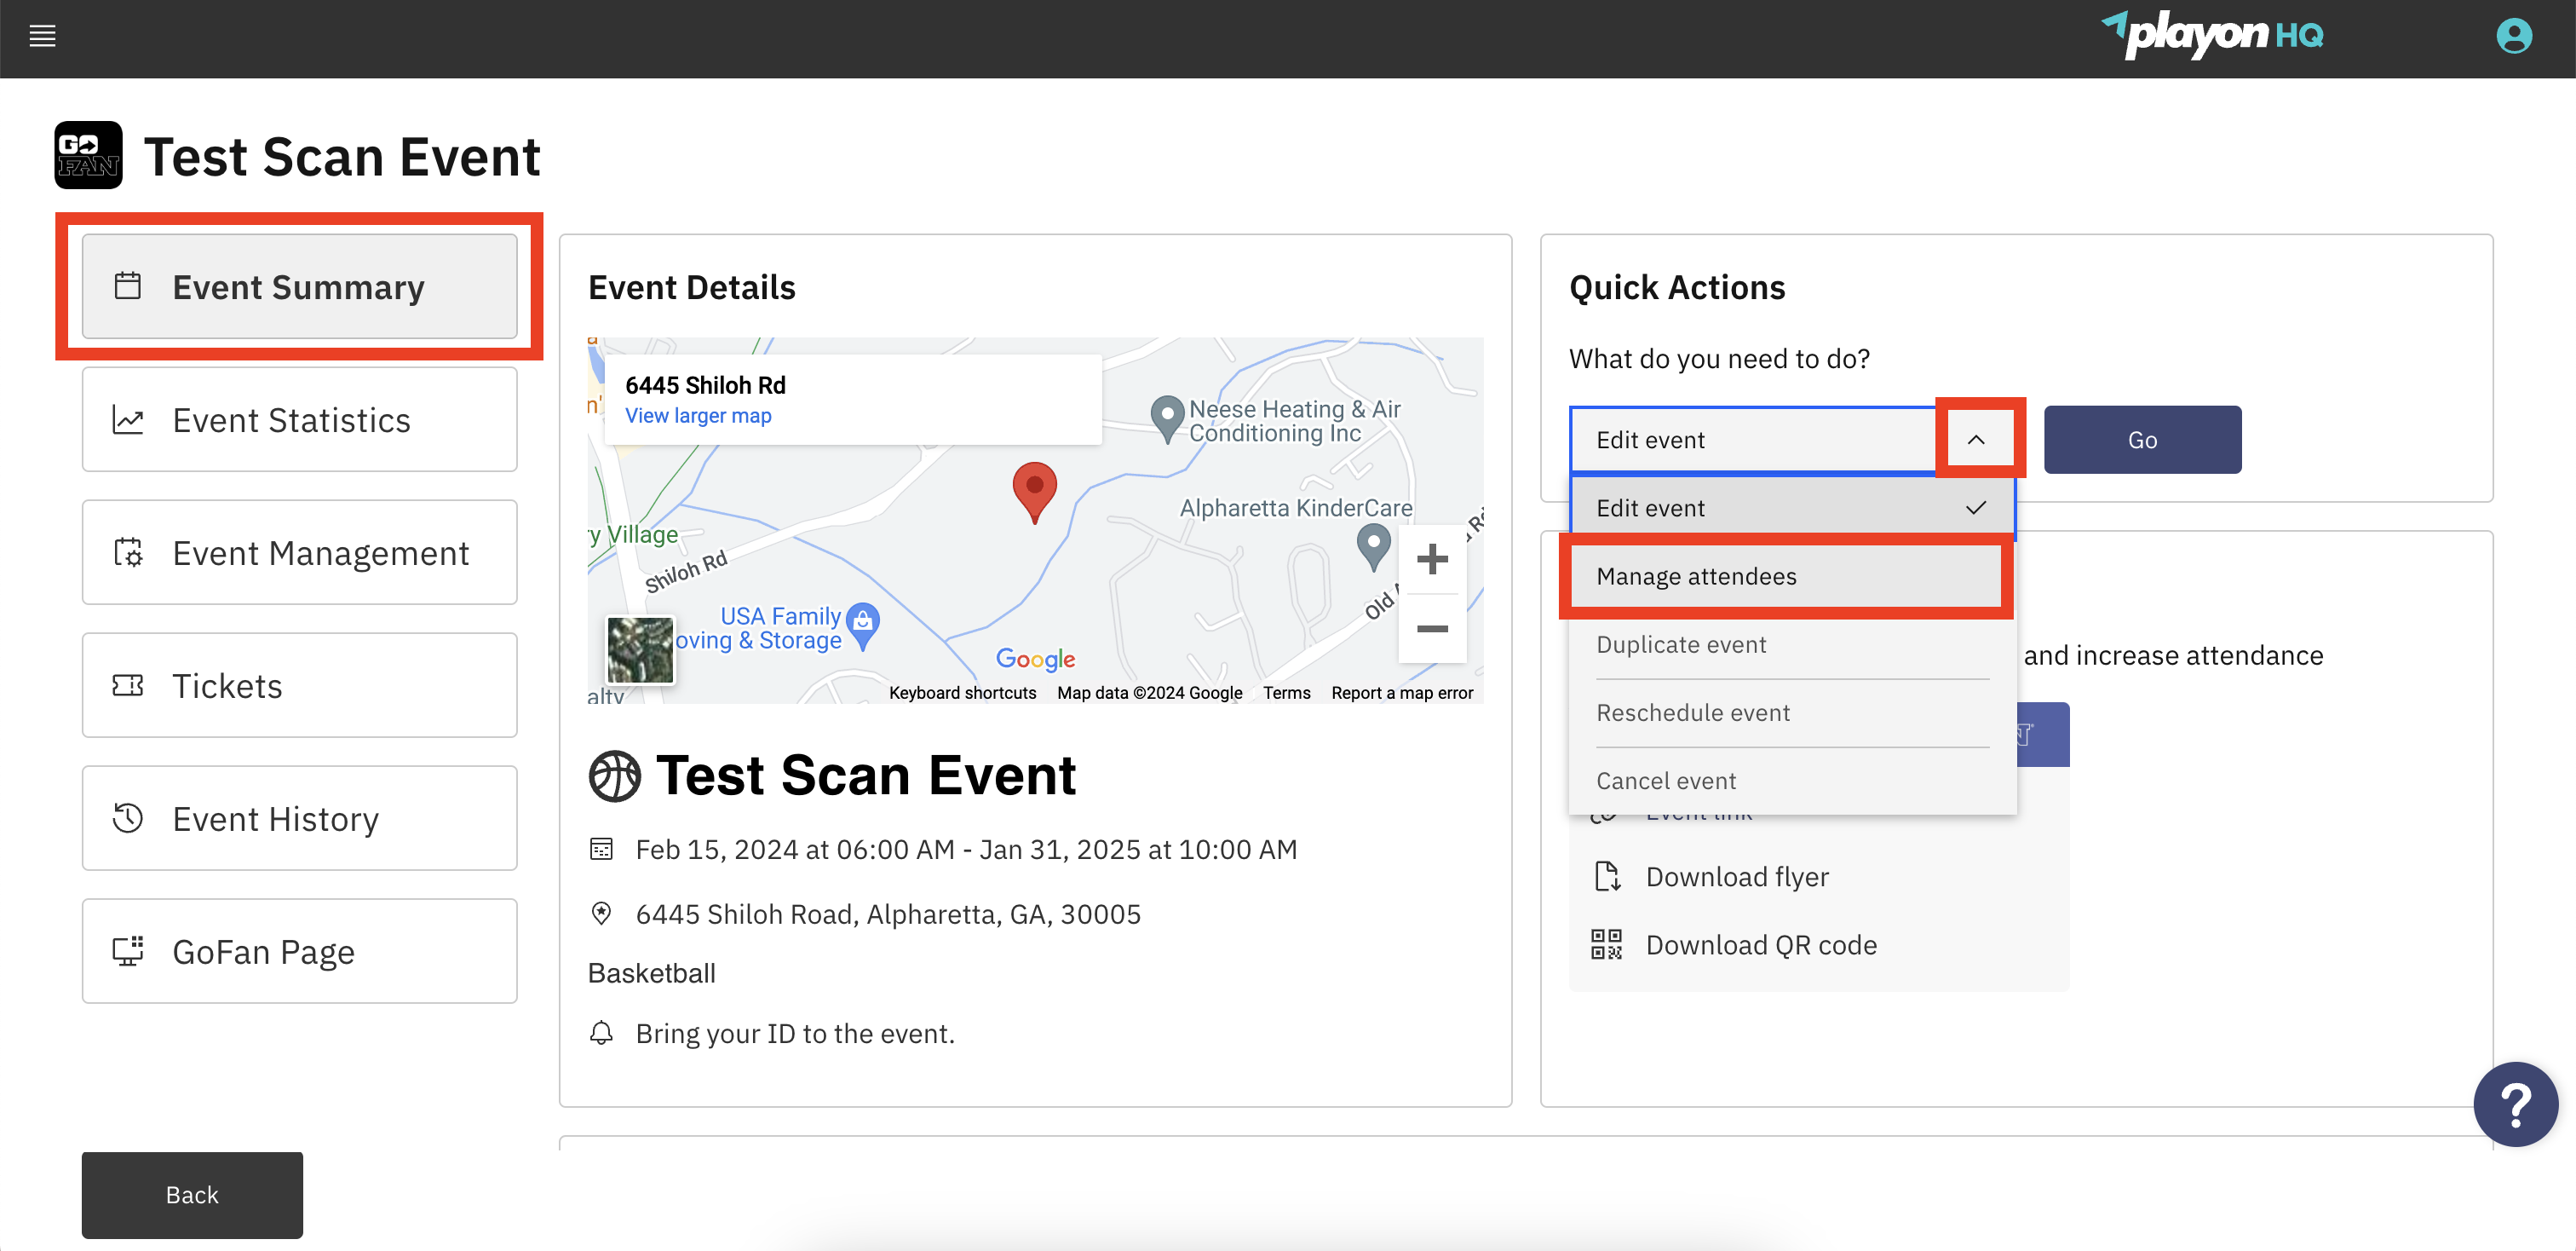 playon HQ
GO
FAN
Test Scan Event
Event Summary
Event Statistics
Event Management
Tickets
Event History
GoFan Page
Back
Event Details
6445 Shiloh Rd
View larger map
Neese Heating & Air
Conditioning Inc
Alpharetta KinderCare
ry Village
Shiloh Rd
Old
USA Family
oving & Storage
Google
alty
Keyboard shortcuts
Map data ©2024 Google
Terms
Report a map error
Test Scan Event
Feb 15, 2024 at 06:00 AM - Jan 31, 2025 at 10:00 AM
6445 Shiloh Road, Alpharetta, GA, 30005
Basketball
Bring your ID to the event.
Quick Actions
What do you need to do?
Edit event
Go
Edit event
Manage attendees
Duplicate event
Reschedule event
Cancel event
and increase attendance
Event link
Download flyer
Download QR code
?